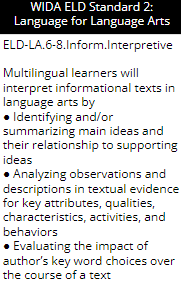 WIDA ELD Standard 2:
Language for Language Arts
ELD-LA.6-8.Inform.Interpretive
Multilingual learners will
interpret informational texts in
language arts by
● Identifying and/or
summarizing main ideas and
their relationship to supporting
ideas
● Analyzing observations and
descriptions in textual evidence
for key attributes, qualities,
characteristics, activities, and
behaviors
● Evaluating the impact of
author's key word choices over
the course of a text